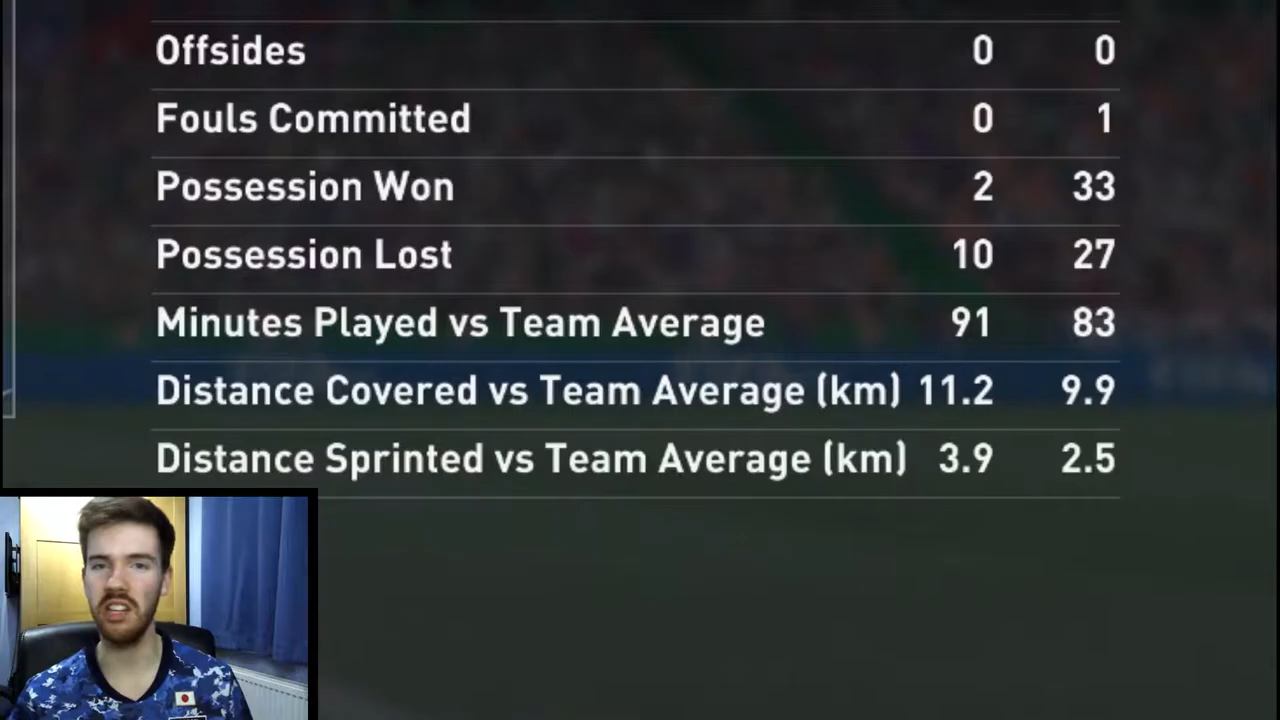 Offsides 0 0
Fouls Committed 0 1
Possession Won 2 33
Possession Lost 10 27
Minutes Played vs Team Average 91 83
Distance Covered vs Team Average (km) 11.2 9.9
Distance Sprinted vs Team Average (km) 3.9 2.5